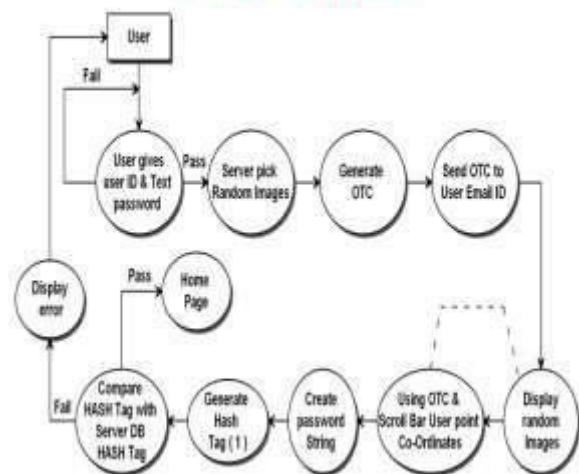 User
Fail
User gives
user ID & Text
password
Pass
Server pick
Random Images
Generate
OTC
Send OTC to
User Email ID
Display
error
Pass
Home
Page
Fail
Compare
HASH Tag with
Server DB
HASH Tag
Generate
Hash
Tag ( 1 )
Create
password
String
Using OTC &
Scroll Bar User point
Co-Ordinates
Display
random
Images